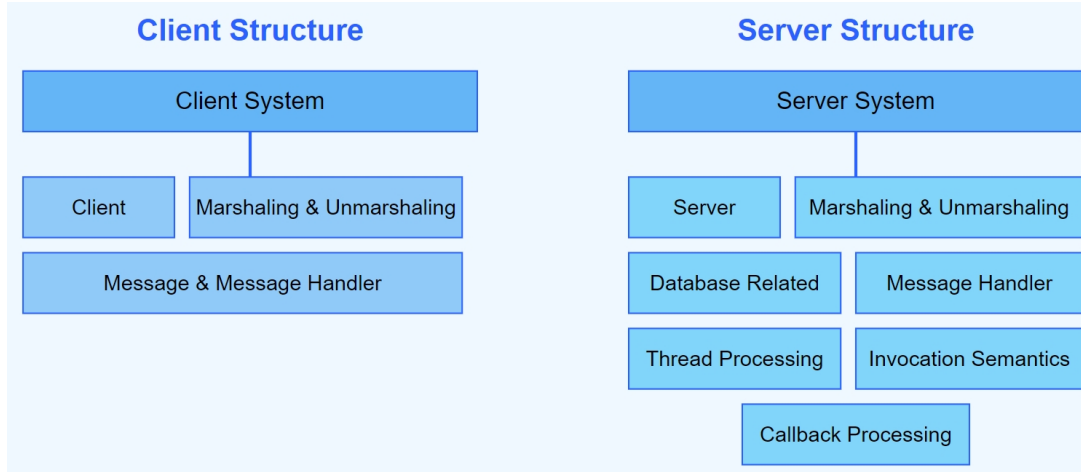 Client Structure
Server Structure
Client System
Server System
Client
Marshaling & Unmarshaling
Server
Marshaling & Unmarshaling
Message & Message Handler
Database Related
Message Handler
Thread Processing
Invocation Semantics
Callback Processing